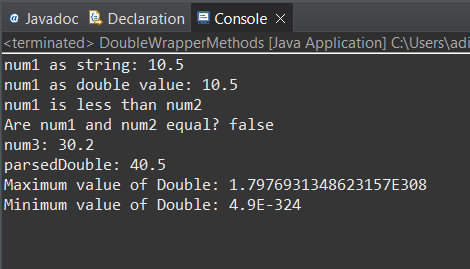 @ Javadoc Declaration Console ×
<terminated> DoubleWrapperMethods [Java Application] C:\Users\adi
num1 as string: 10.5
num1 as double value: 10.5
num1 is less than num2
Are num1 and num2 equal? false
num3: 30.2
parsedDouble: 40.5
Maximum value of Double: 1.7976931348623157E308
Minimum value of Double: 4.9E-324